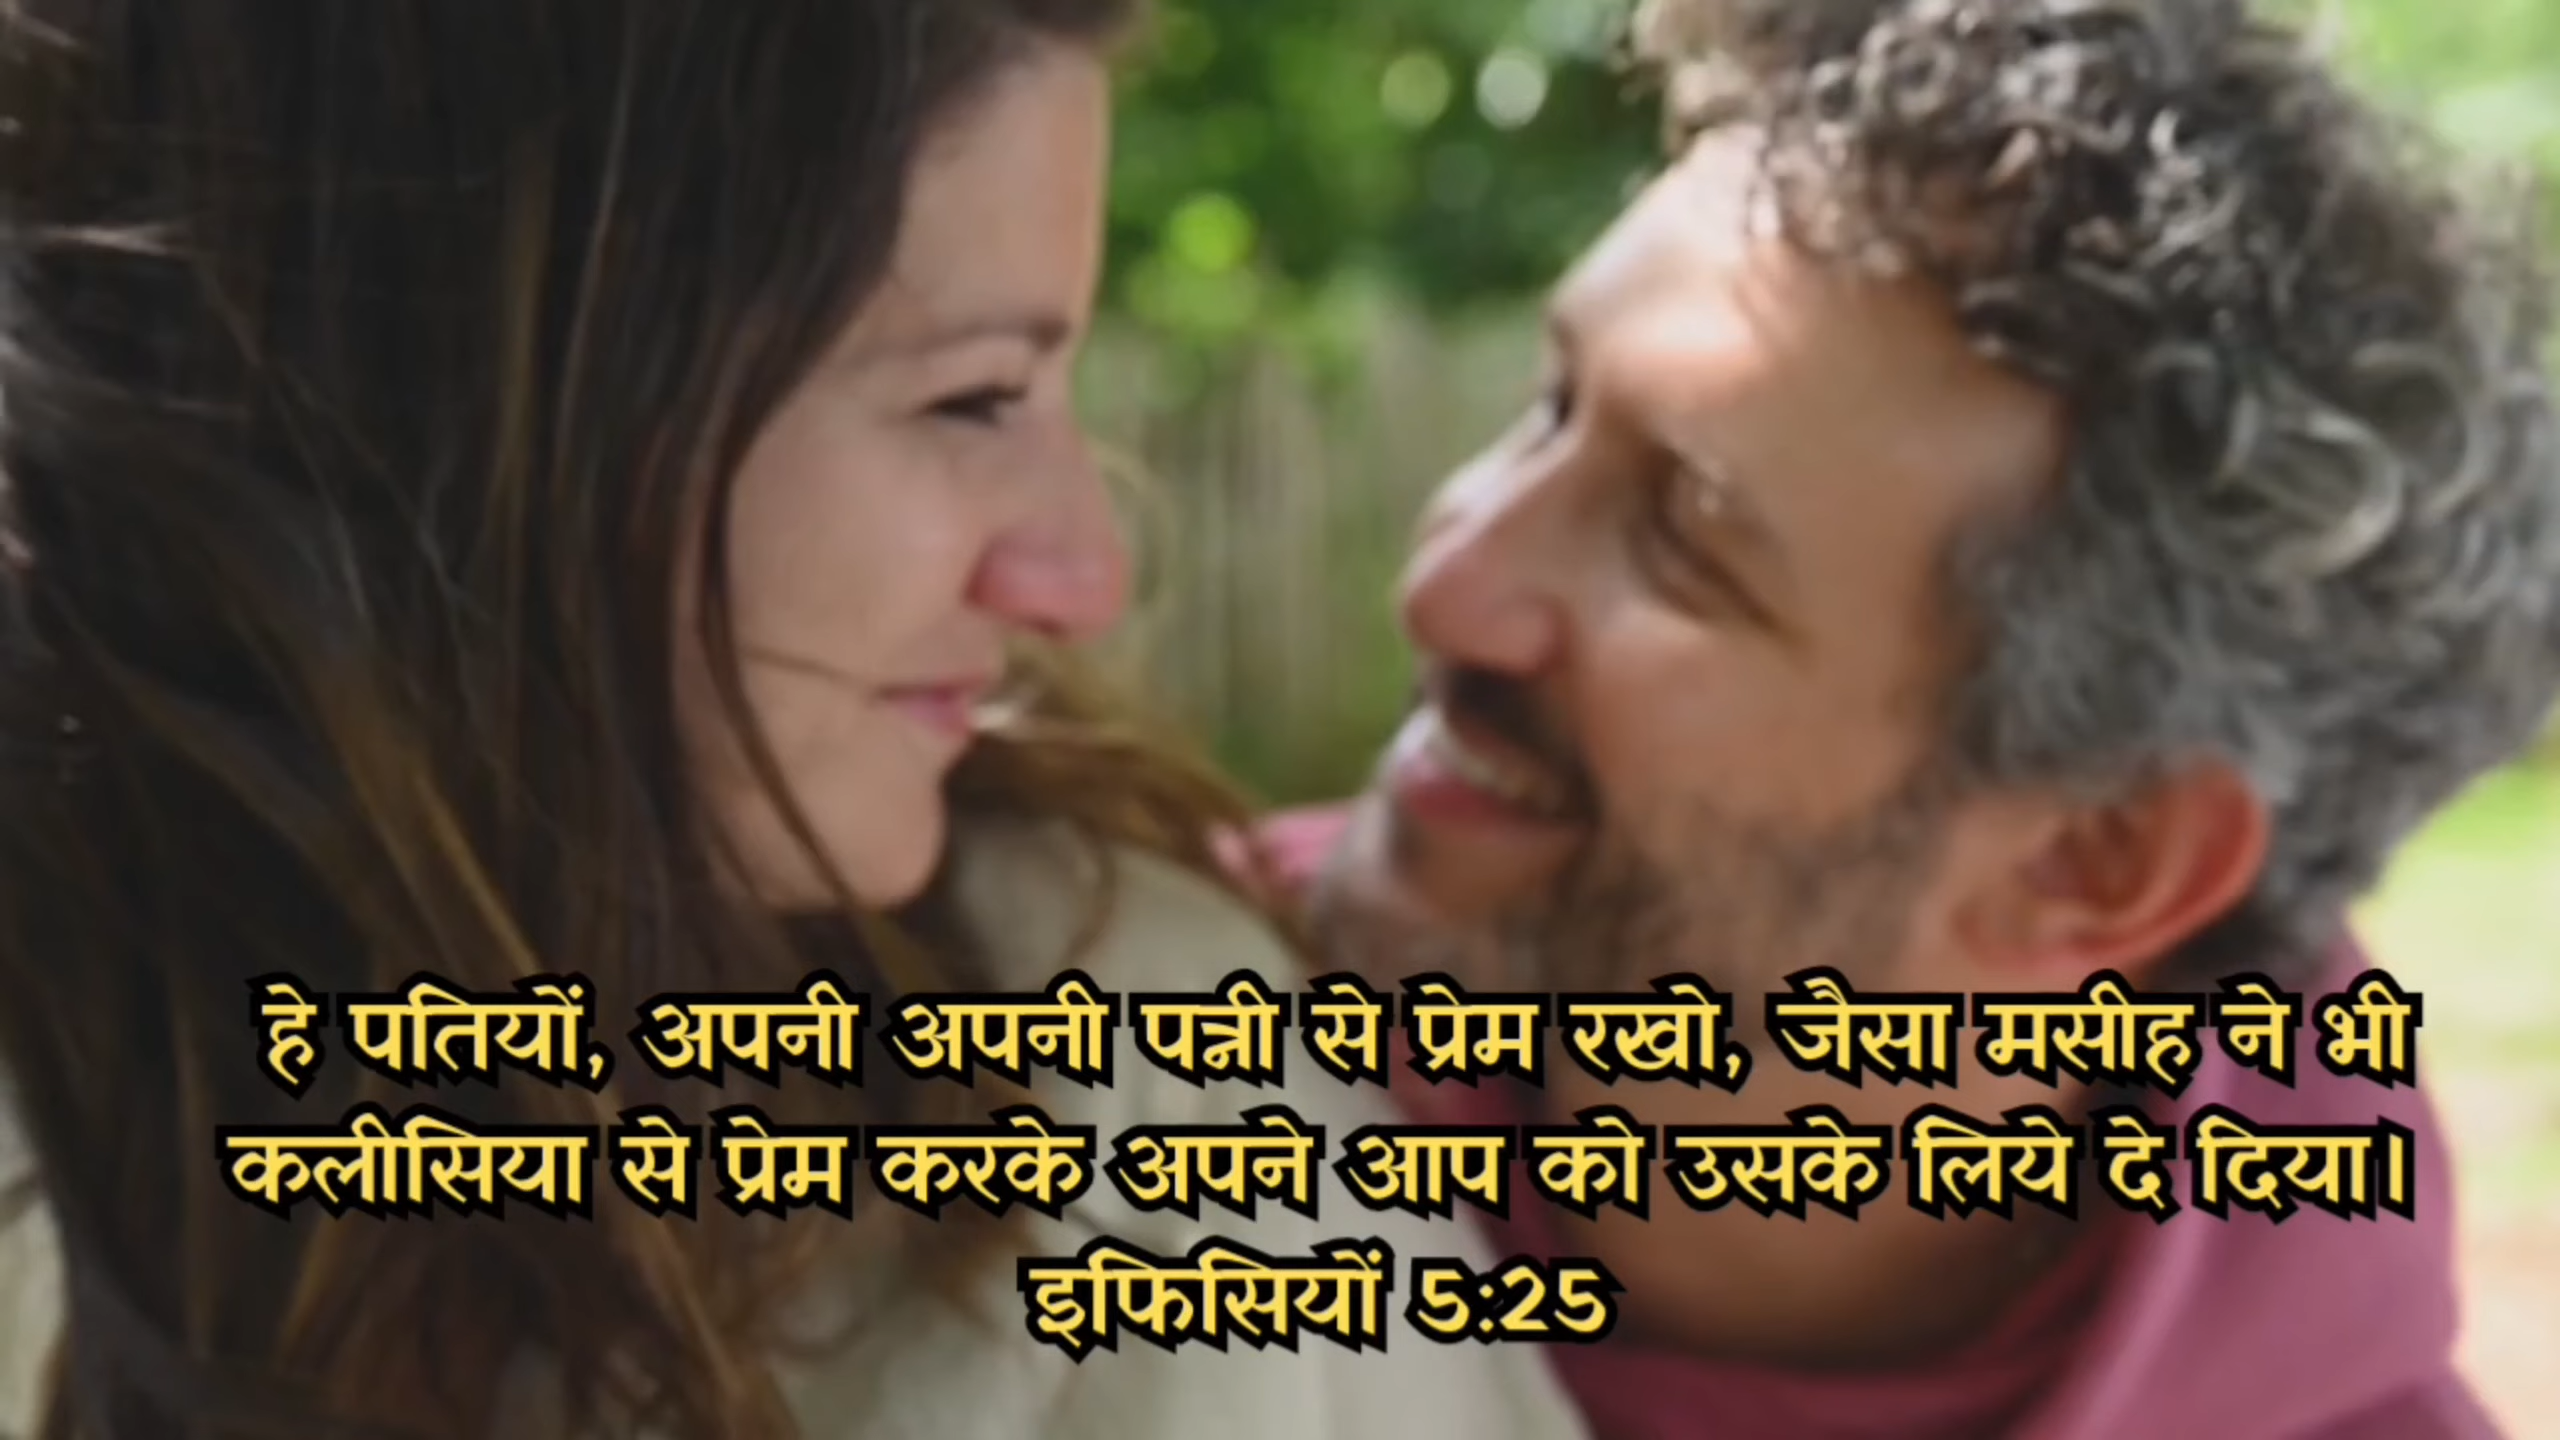 हे पतियों, अपनी अपनी पत्नी से प्रेम रखो, जैसा मसीह ने भी
कलीसिया से प्रेम करके अपने आप को उसके लिये दे दिया।
इफिसियों 5:25